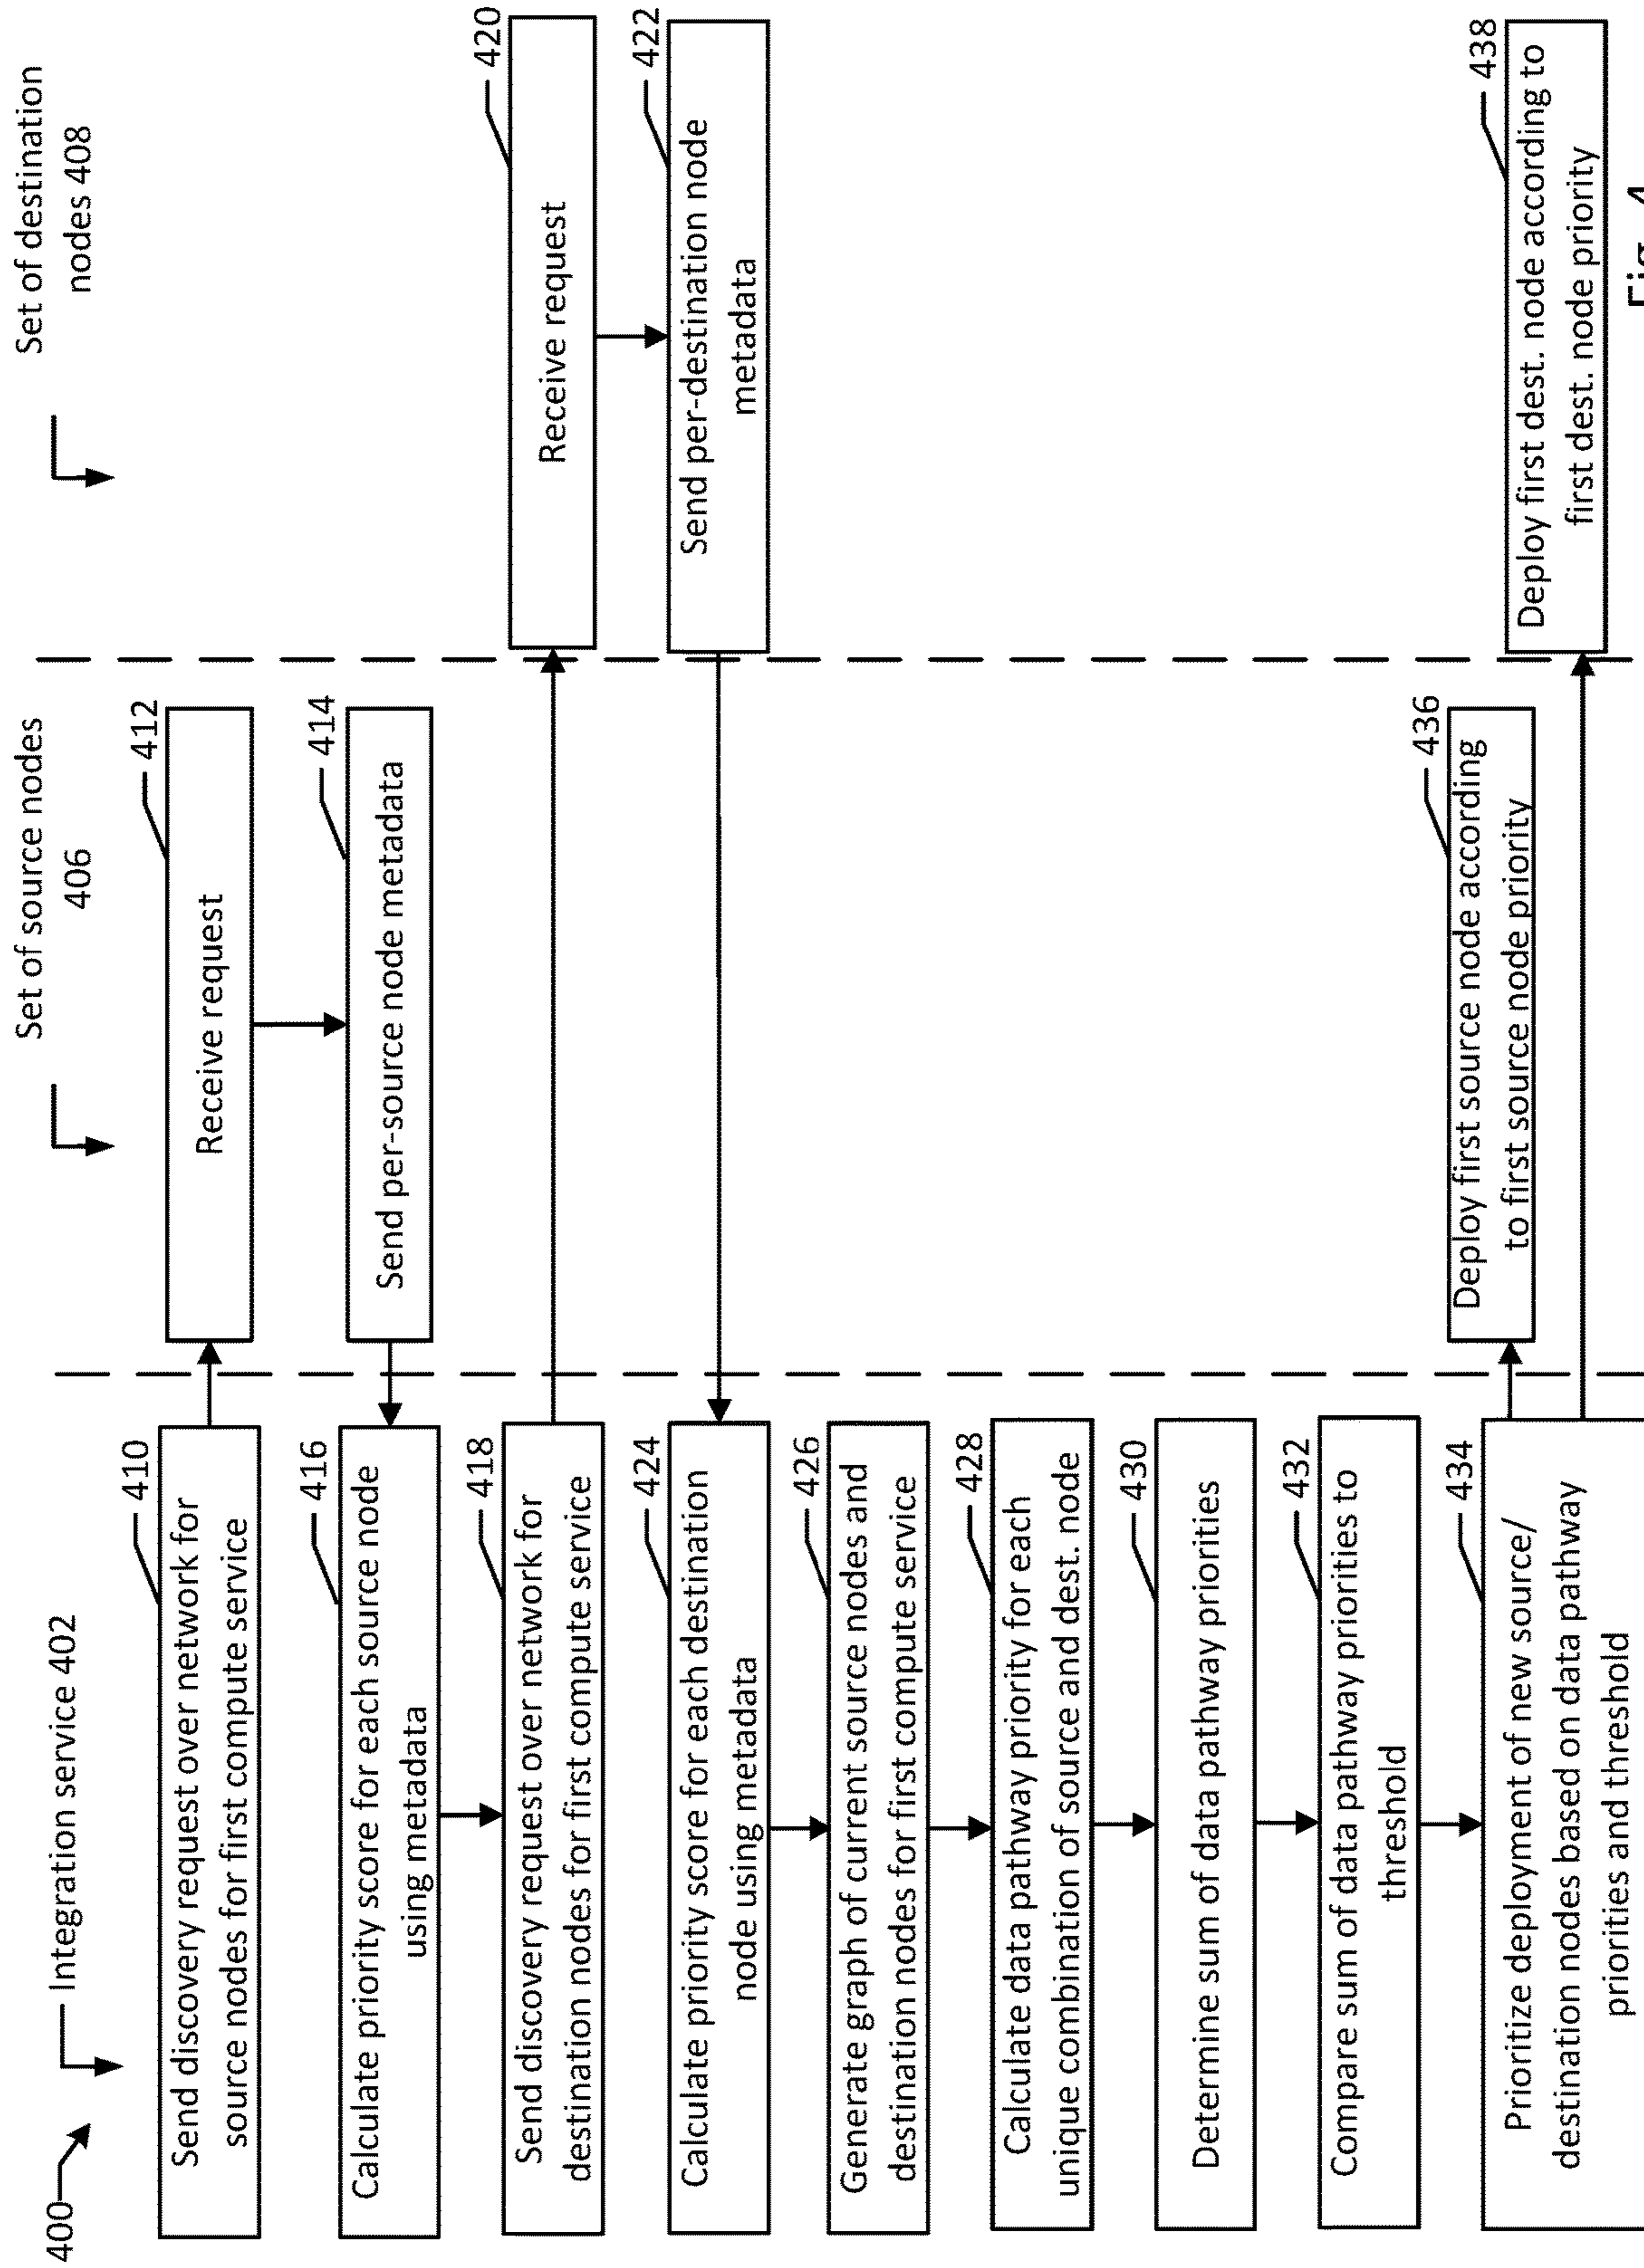 400
Integration service 402
Set of source nodes
406
Set of destination
nodes 408
410
Send discovery request over network for
source nodes for first compute service
412
Receive request
414
Send per-source node metadata
416
Calculate priority score for each source node
using metadata
418
Send discovery request over network for
destination nodes for first compute service
420
Receive request
422
Send per-destination node
metadata
424
Calculate priority score for each destination
node using metadata
426
Generate graph of current source nodes and
destination nodes for first compute service
428
Calculate data pathway priority for each
unique combination of source and dest. node
430
Determine sum of data pathway priorities
432
Compare sum of data pathway priorities to
threshold
434
Prioritize deployment of new source/
destination nodes based on data pathway
priorities and threshold
436
Deploy first source node according
to first source node priority
438
Deploy first dest. node according to
first dest. node priority
Fig. 4